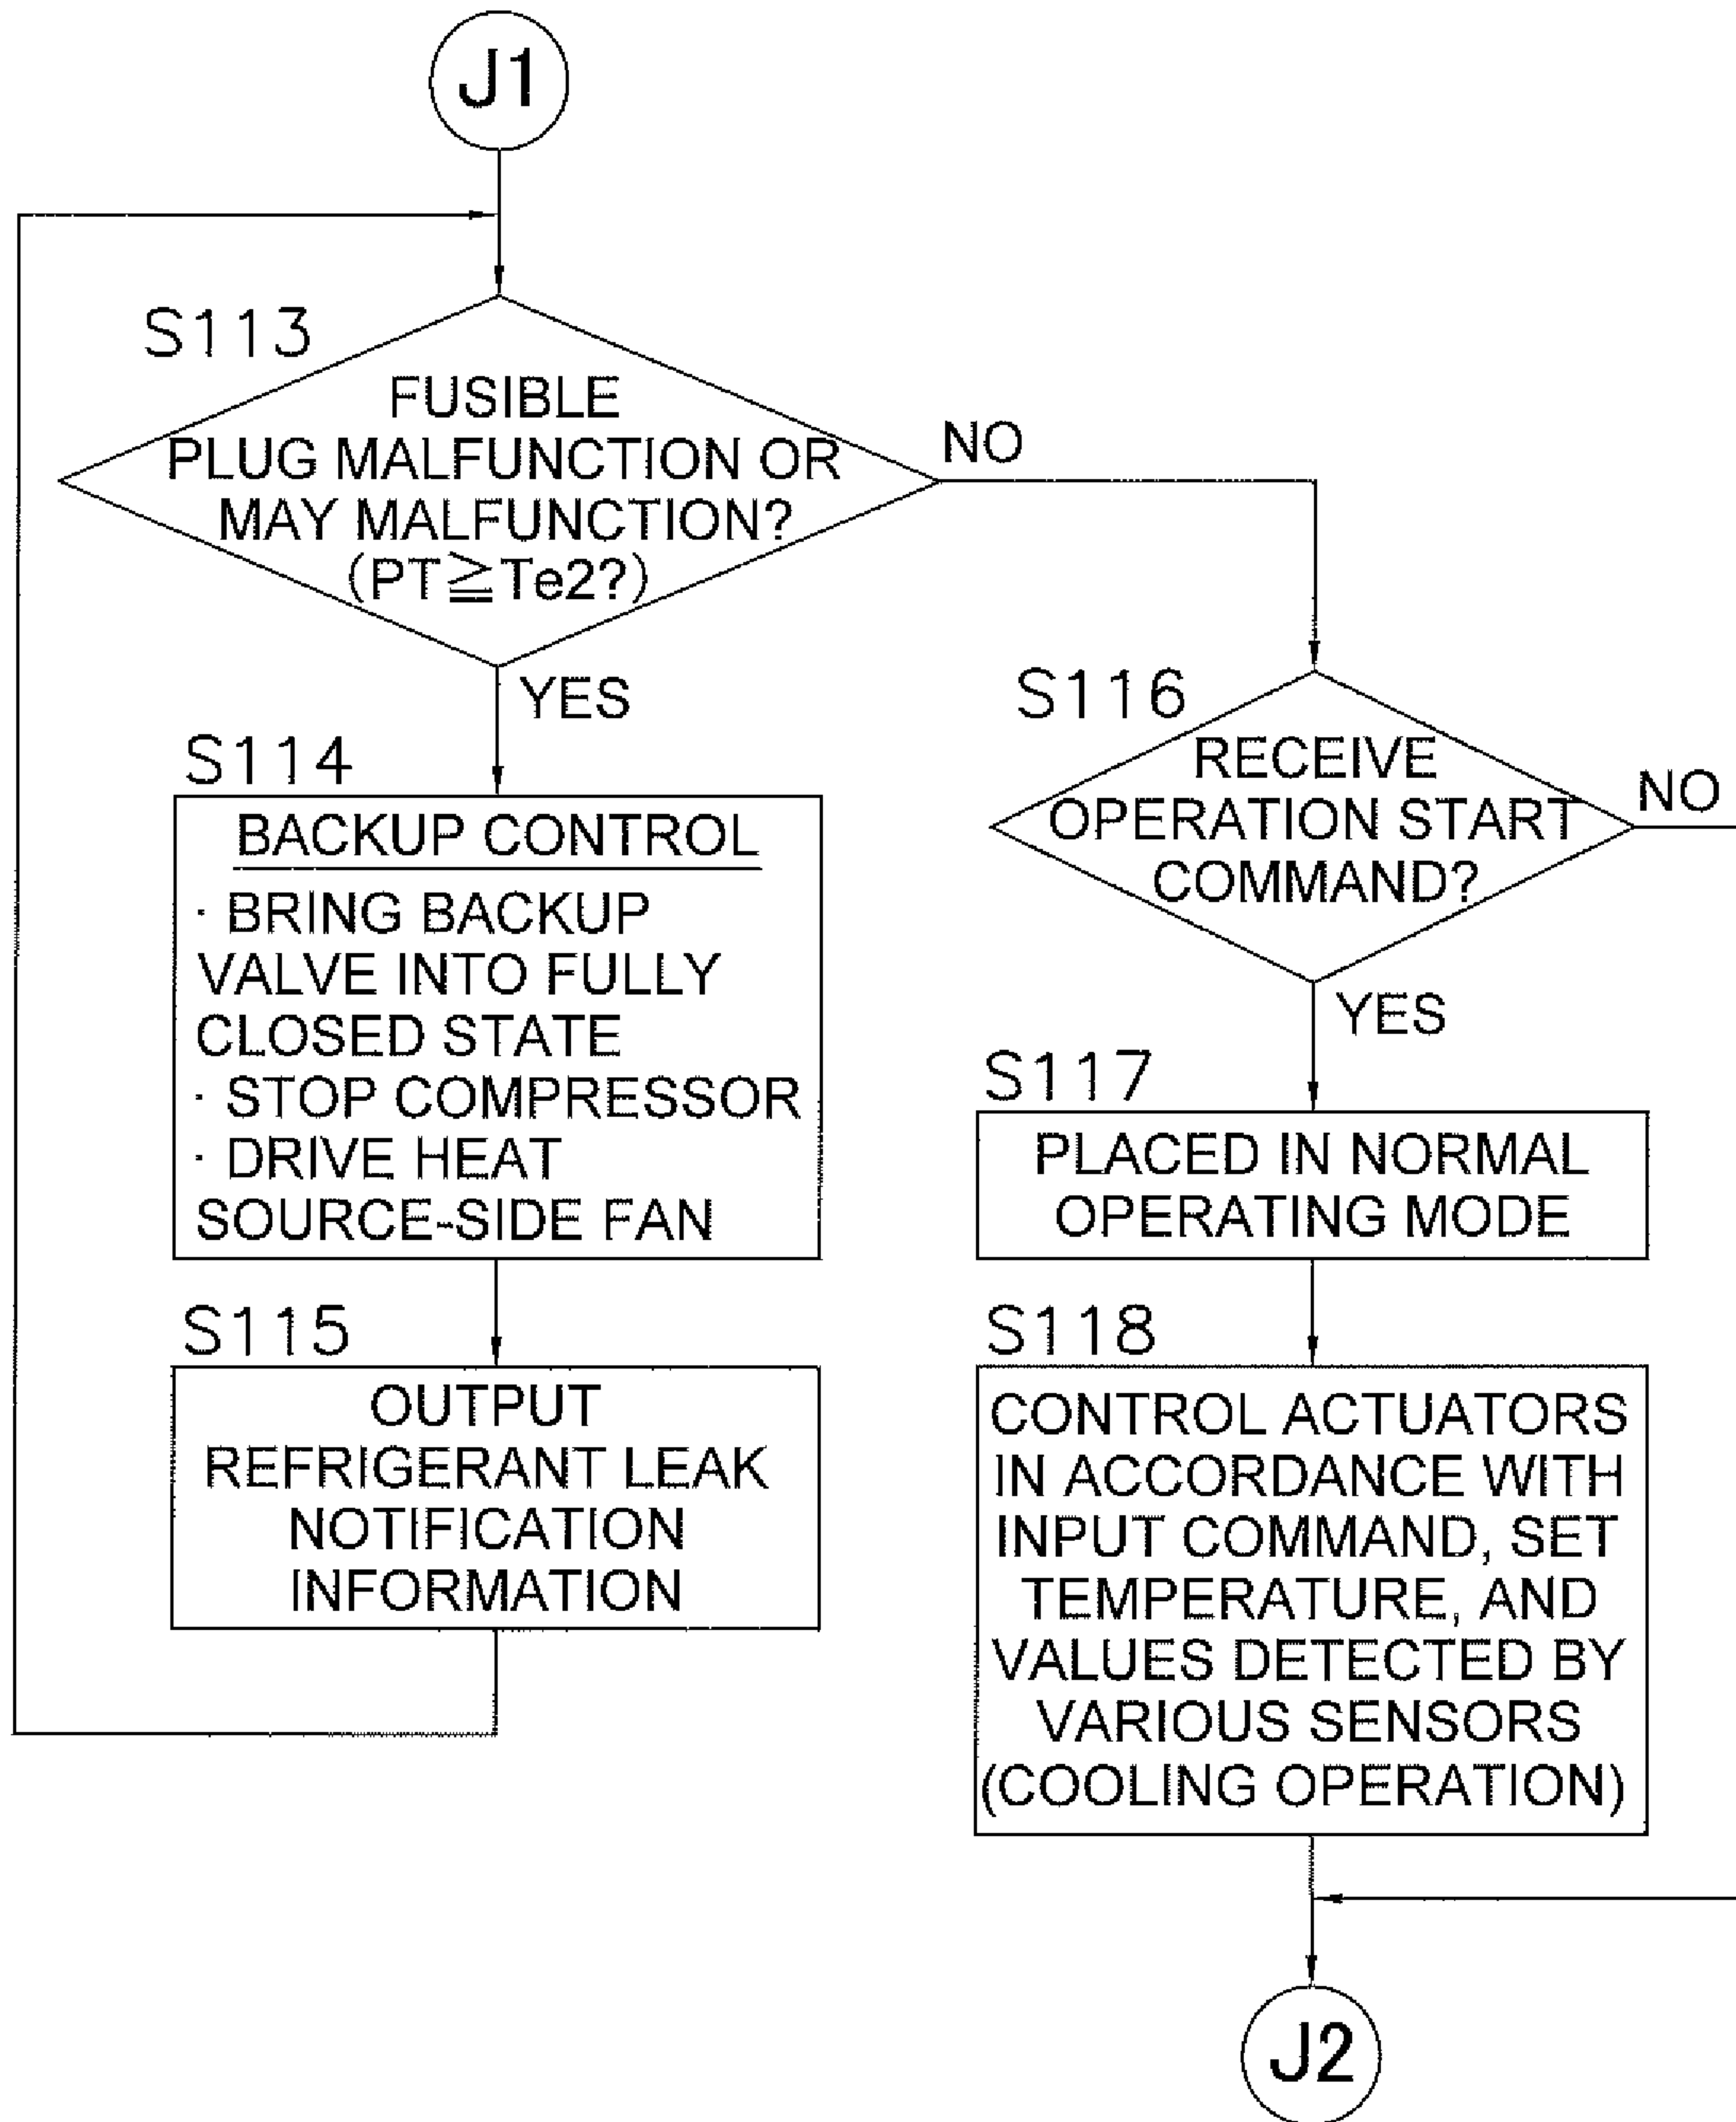 J1
S113
FUSIBLE
PLUG MALFUNCTION OR
MAY MALFUNCTION?
(PT≧Te2?)
NO
YES
S114
BACKUP CONTROL
· BRING BACKUP
VALVE INTO FULLY
CLOSED STATE
· STOP COMPRESSOR
· DRIVE HEAT
SOURCE-SIDE FAN
S115
OUTPUT
REFRIGERANT LEAK
NOTIFICATION
INFORMATION
S116
RECEIVE
OPERATION START
COMMAND?
NO
YES
S117
PLACED IN NORMAL
OPERATING MODE
S118
CONTROL ACTUATORS
IN ACCORDANCE WITH
INPUT COMMAND, SET
TEMPERATURE, AND
VALUES DETECTED BY
VARIOUS SENSORS
(COOLING OPERATION)
J2